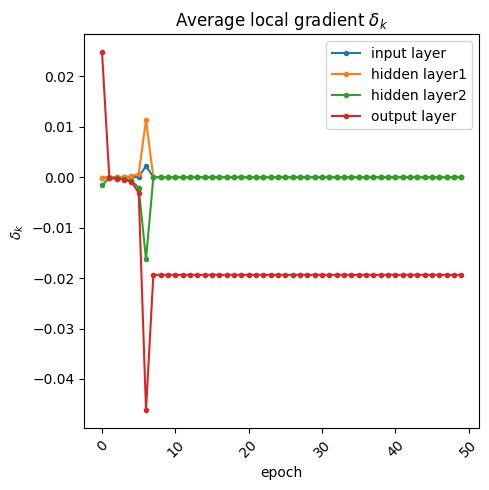 Average local gradient δₖ
input layer
hidden layer1
hidden layer2
output layer
0.02
0.01
0.00
−0.01
−0.02
−0.03
−0.04
δₖ
0 10 20 30 40 50
epoch